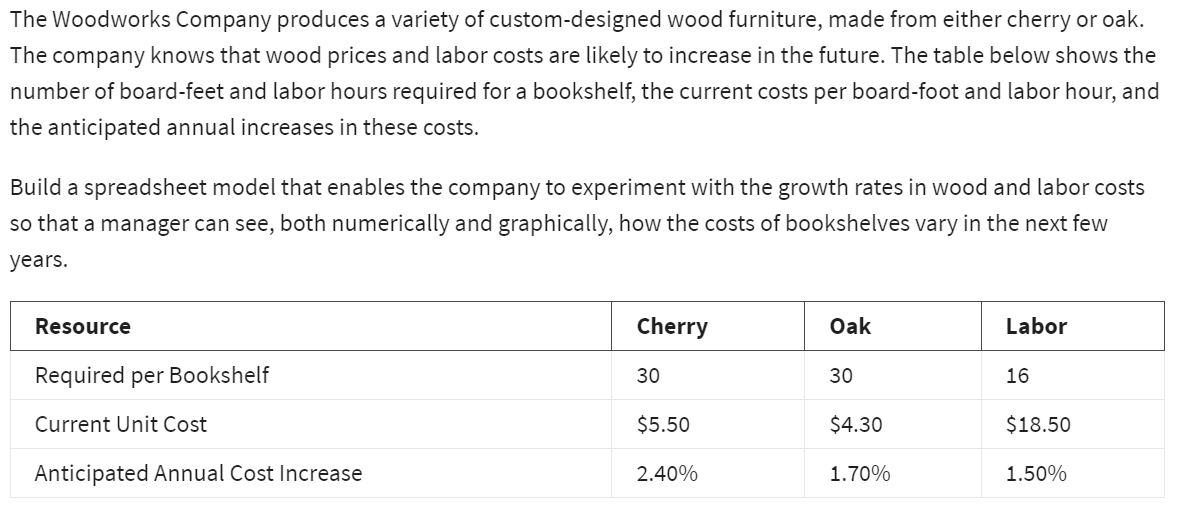 The Woodworks Company produces a variety of custom-designed wood furniture, made from either cherry or oak.
The company knows that wood prices and labor costs are likely to increase in the future. The table below shows the
number of board-feet and labor hours required for a bookshelf, the current costs per board-foot and labor hour, and
the anticipated annual increases in these costs.
Build a spreadsheet model that enables the company to experiment with the growth rates in wood and labor costs
so that a manager can see, both numerically and graphically, how the costs of bookshelves vary in the next few
years.
Resource Cherry Oak Labor
Required per Bookshelf 30 30 16
Current Unit Cost $5.50 $4.30 $18.50
Anticipated Annual Cost Increase 2.40% 1.70% 1.50%